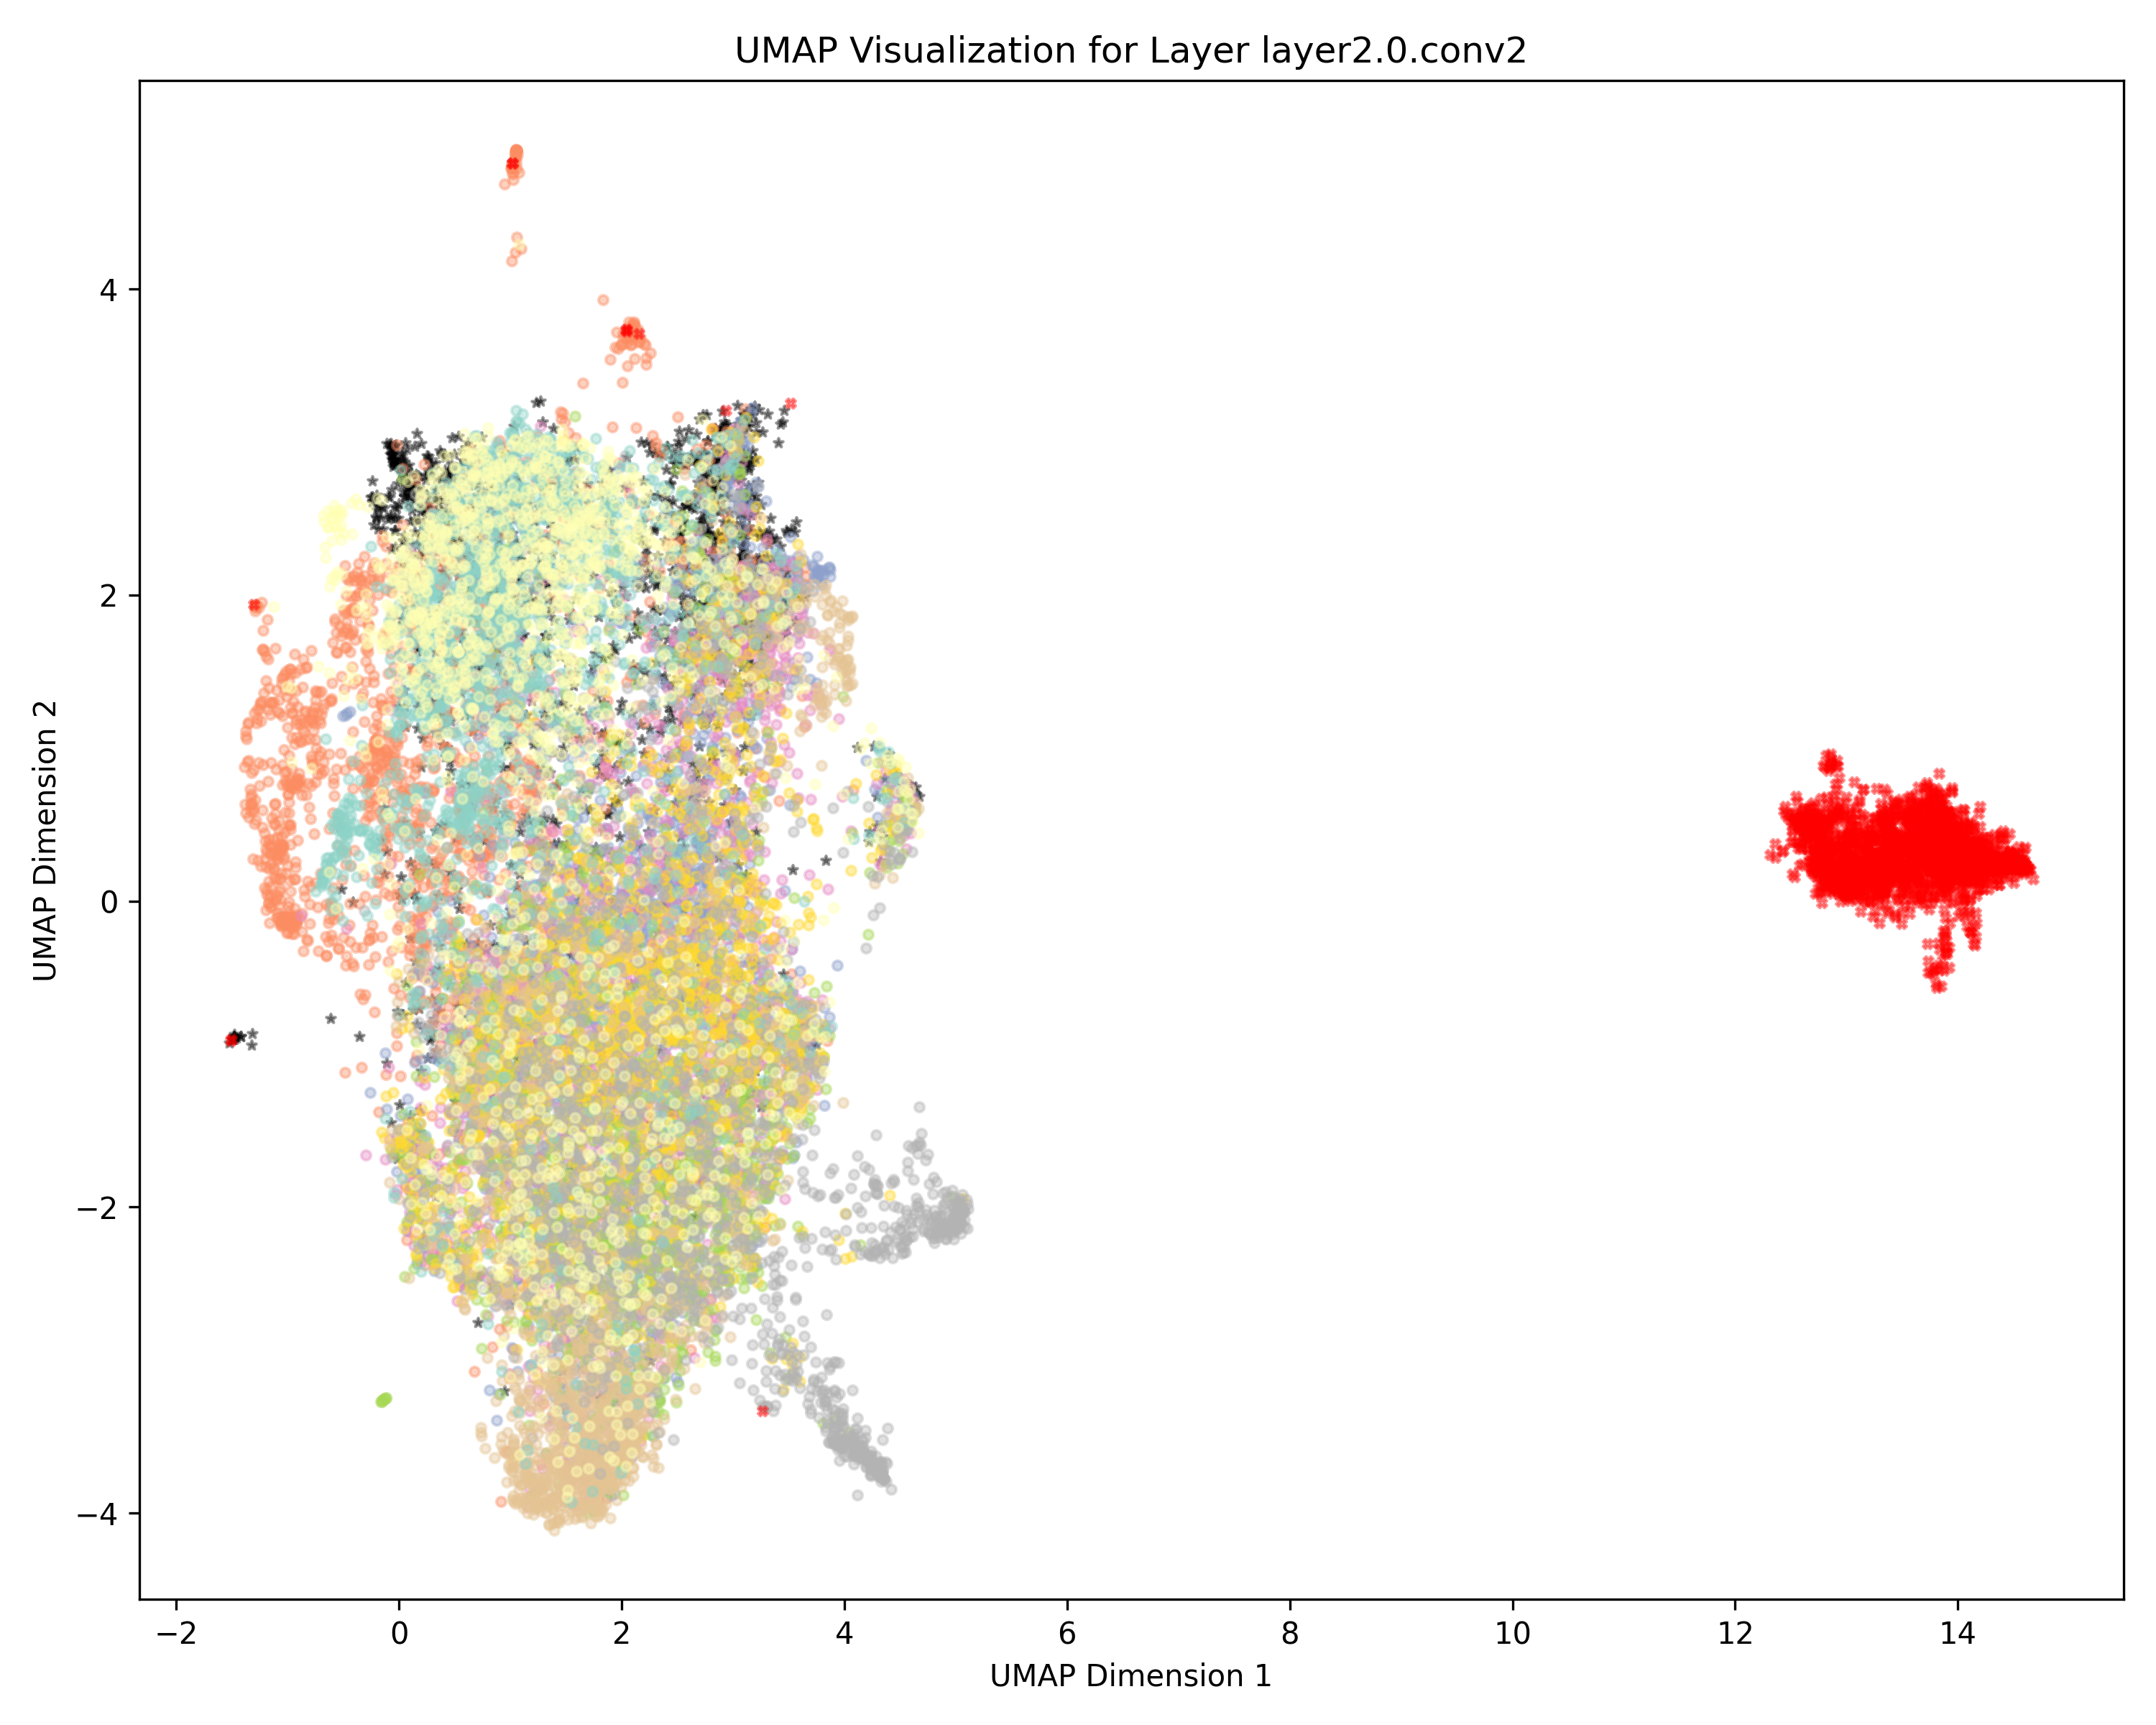 UMAP Visualization for Layer layer2.0.conv2
4
2
0
−2
−4
UMAP Dimension 2
−2 0 2 4 6 8 10 12 14
UMAP Dimension 1